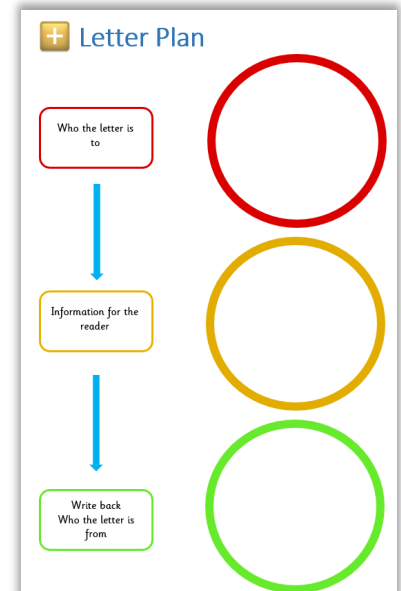 Letter Plan
Who the letter is
to
Information for the
reader
Write back
Who the letter is
from